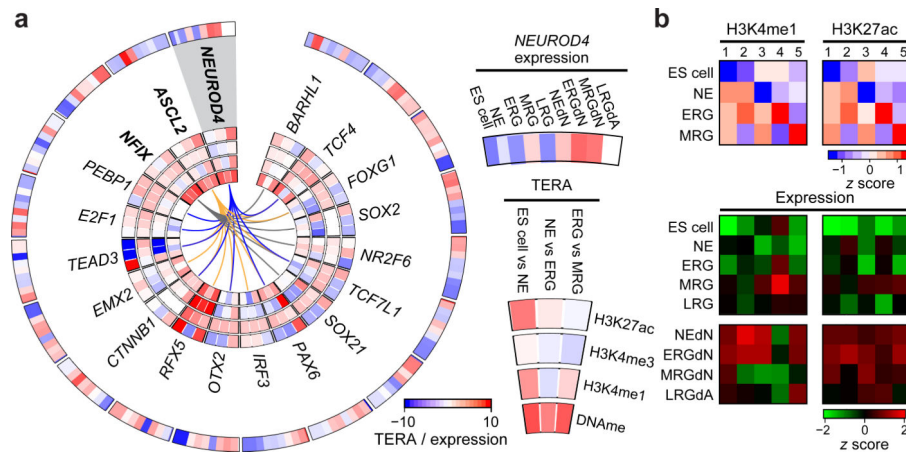 a
NEUROD4
ASCL2
NFIX
PEBP1
E2F1
TEAD3
EMX2
CTNNB1
RFX5
OTX2
IRF3
PAX6
SOX21
TCF7L1
NR2F6
SOX2
FOXG1
TCF4
BARHL1
−10 0 10
TERA / expression
NEUROD4
expression
ES cell
NE
ERG
MRG
LRG
NEdN
ERGdN
MRGdN
LRGdA
TERA
ES cell vs NE
NE vs ERG
ERG vs MRG
H3K27ac
H3K4me3
H3K4me1
DNAme
b
H3K4me1 H3K27ac
1 2 3 4 5 1 2 3 4 5
ES cell
NE
ERG
MRG
−1 0 1
z score
Expression
ES cell
NE
ERG
MRG
LRG
NEdN
ERGdN
MRGdN
LRGdA
−2 0 2
z score